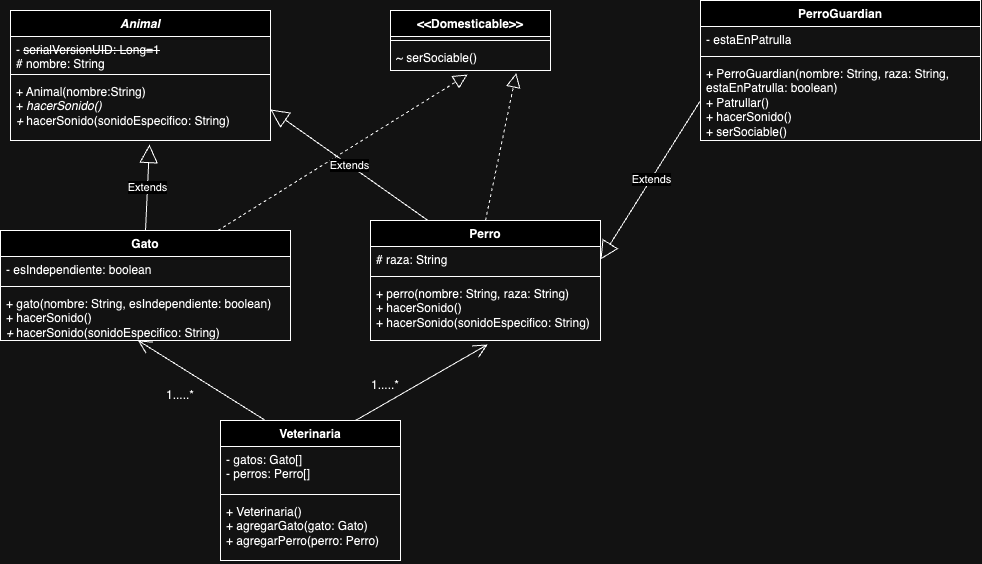 Animal
- serialVersionUID: Long=1
# nombre: String
+ Animal(nombre:String)
+ hacerSonido()
+ hacerSonido(sonidoEspecifico: String)
<<Domesticable>>
~ serSociable()
PerroGuardian
- estaEnPatrulla
+ PerroGuardian(nombre: String, raza: String,
estaEnPatrulla: boolean)
+ Patrullar()
+ hacerSonido()
+ serSociable()
Extends
Extends
Extends
Gato
- esIndependiente: boolean
+ gato(nombre: String, esIndependiente: boolean)
+ hacerSonido()
+ hacerSonido(sonidoEspecifico: String)
Perro
# raza: String
+ perro(nombre: String, raza: String)
+ hacerSonido()
+ hacerSonido(sonidoEspecifico: String)
1.....*
1.....*
Veterinaria
- gatos: Gato[]
- perros: Perro[]
+ Veterinaria()
+ agregarGato(gato: Gato)
+ agregarPerro(perro: Perro)